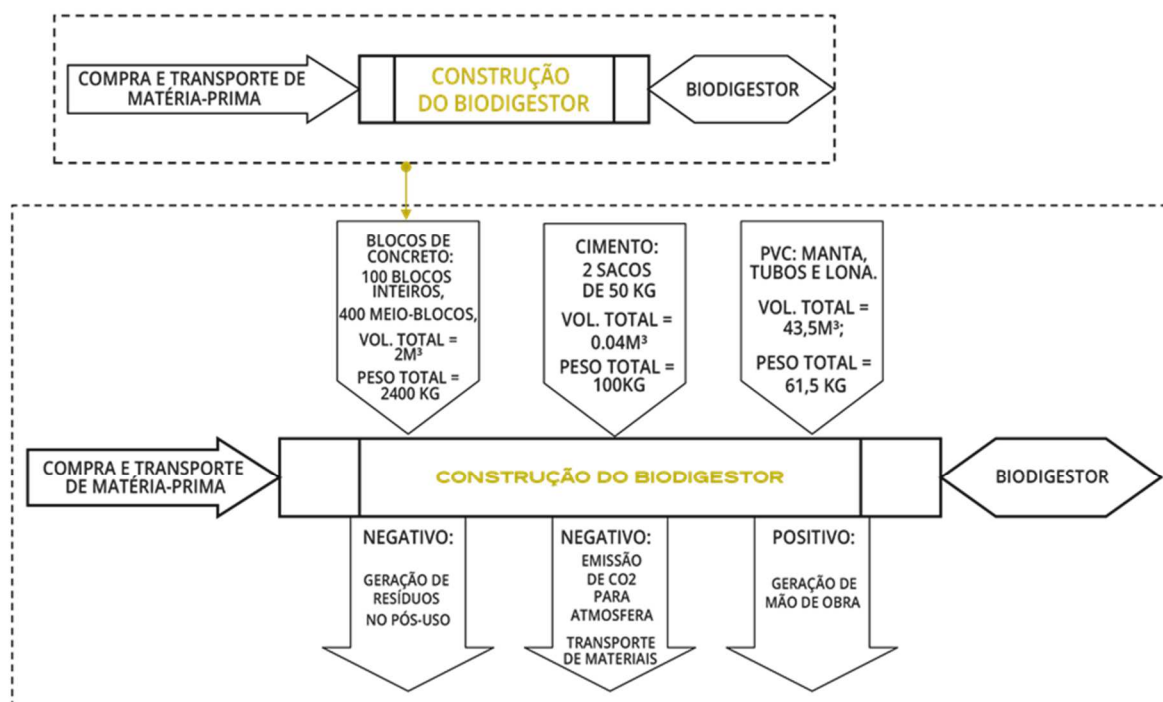 COMPRA E TRANSPORTE DE
MATÉRIA-PRIMA
CONSTRUÇÃO
DO BIODIGESTOR
BIODIGESTOR
BLOCOS DE
CONCRETO:
100 BLOCOS
INTEIROS,
400 MEIO-BLOCOS,
VOL. TOTAL =
2M³
PESO TOTAL =
2400 KG
CIMENTO:
2 SACOS
DE 50 KG
VOL. TOTAL =
0.04M³
PESO TOTAL =
100KG
PVC: MANTA,
TUBOS E LONA.
VOL. TOTAL =
43,5M³;
PESO TOTAL =
61,5 KG
COMPRA E TRANSPORTE
DE MATÉRIA-PRIMA
CONSTRUÇÃO DO BIODIGESTOR
BIODIGESTOR
NEGATIVO:
GERAÇÃO DE
RESÍDUOS
NO PÓS-USO
NEGATIVO:
EMISSÃO
DE CO2
PARA
ATMOSFERA
TRANSPORTE
DE MATERIAIS
POSITIVO:
GERAÇÃO DE
MÃO DE OBRA